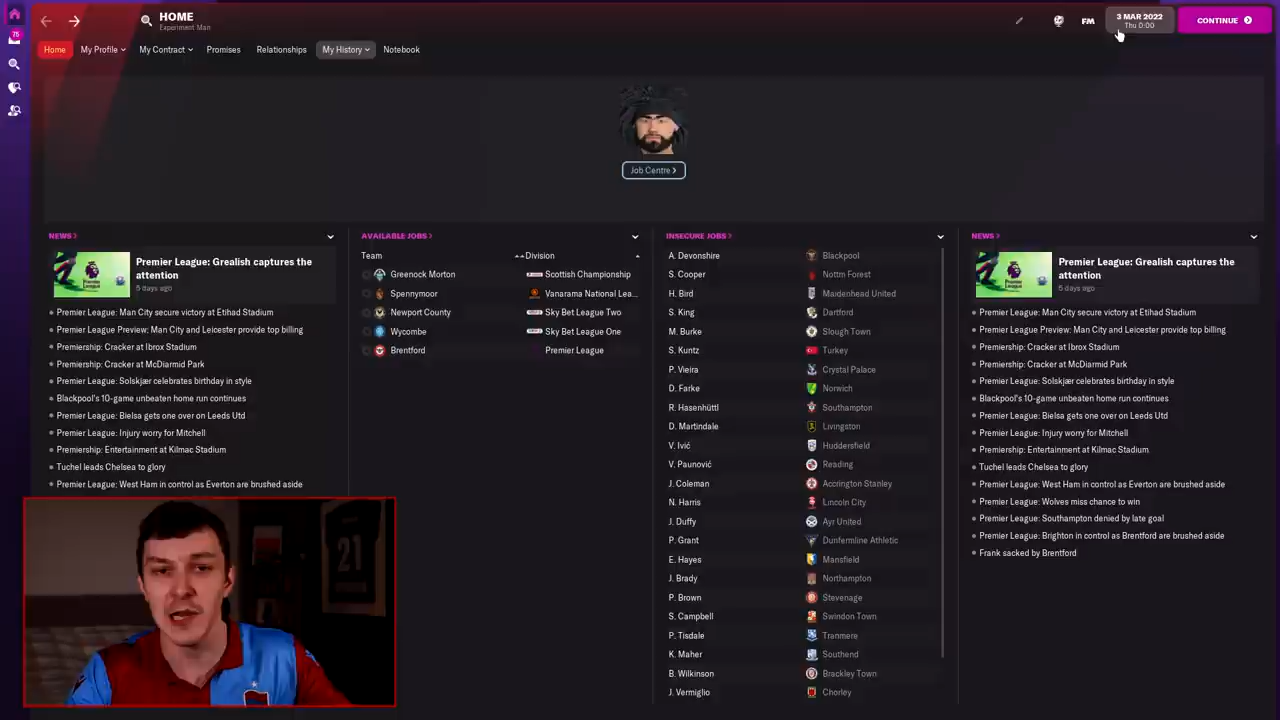 HOME
Experiment Man
FM
3 MAR 2022
Thu 0:00
CONTINUE
75
Home
My Profile
My Contract
Promises
Relationships
My History
Notebook
Job Centre
NEWS
Premier League: Grealish captures the
attention
5 days ago
Premier League: Man City secure victory at Etihad Stadium
Premier League Preview: Man City and Leicester provide top billing
Premiership: Cracker at Ibrox Stadium
Premiership: Cracker at McDiarmid Park
Premier League: Solskjær celebrates birthday in style
Blackpool's 10-game unbeaten home run continues
Premier League: Bielsa gets one over on Leeds Utd
Premier League: Injury worry for Mitchell
Premiership: Entertainment at Kilmac Stadium
Tuchel leads Chelsea to glory
Premier League: West Ham in control as Everton are brushed aside
21
AVAILABLE JOBS
Team Division
Greenock Morton Scottish Championship
Spennymoor Vanarama National Lea...
Newport County Sky Bet League Two
Wycombe Sky Bet League One
Brentford Premier League
INSECURE JOBS
A. Devonshire Blackpool
S. Cooper Nottm Forest
H. Bird Maidenhead United
S. King Dartford
M. Burke Slough Town
S. Kuntz Turkey
P. Vieira Crystal Palace
D. Farke Norwich
R. Hasenhüttl Southampton
D. Martindale Livingston
V. Ivić Huddersfield
V. Paunović Reading
J. Coleman Accrington Stanley
N. Harris Lincoln City
J. Duffy Ayr United
P. Grant Dunfermline Athletic
E. Hayes Mansfield
J. Brady Northampton
P. Brown Stevenage
S. Campbell Swindon Town
P. Tisdale Tranmere
K. Maher Southend
B. Wilkinson Brackley Town
J. Vermiglio Chorley
NEWS
Premier League: Grealish captures the
attention
5 days ago
Premier League: Man City secure victory at Etihad Stadium
Premier League Preview: Man City and Leicester provide top billing
Premiership: Cracker at Ibrox Stadium
Premiership: Cracker at McDiarmid Park
Premier League: Solskjær celebrates birthday in style
Blackpool's 10-game unbeaten home run continues
Premier League: Bielsa gets one over on Leeds Utd
Premier League: Injury worry for Mitchell
Premiership: Entertainment at Kilmac Stadium
Tuchel leads Chelsea to glory
Premier League: West Ham in control as Everton are brushed aside
Premier League: Wolves miss chance to win
Premier League: Southampton denied by late goal
Premier League: Brighton in control as Brentford are brushed aside
Frank sacked by Brentford